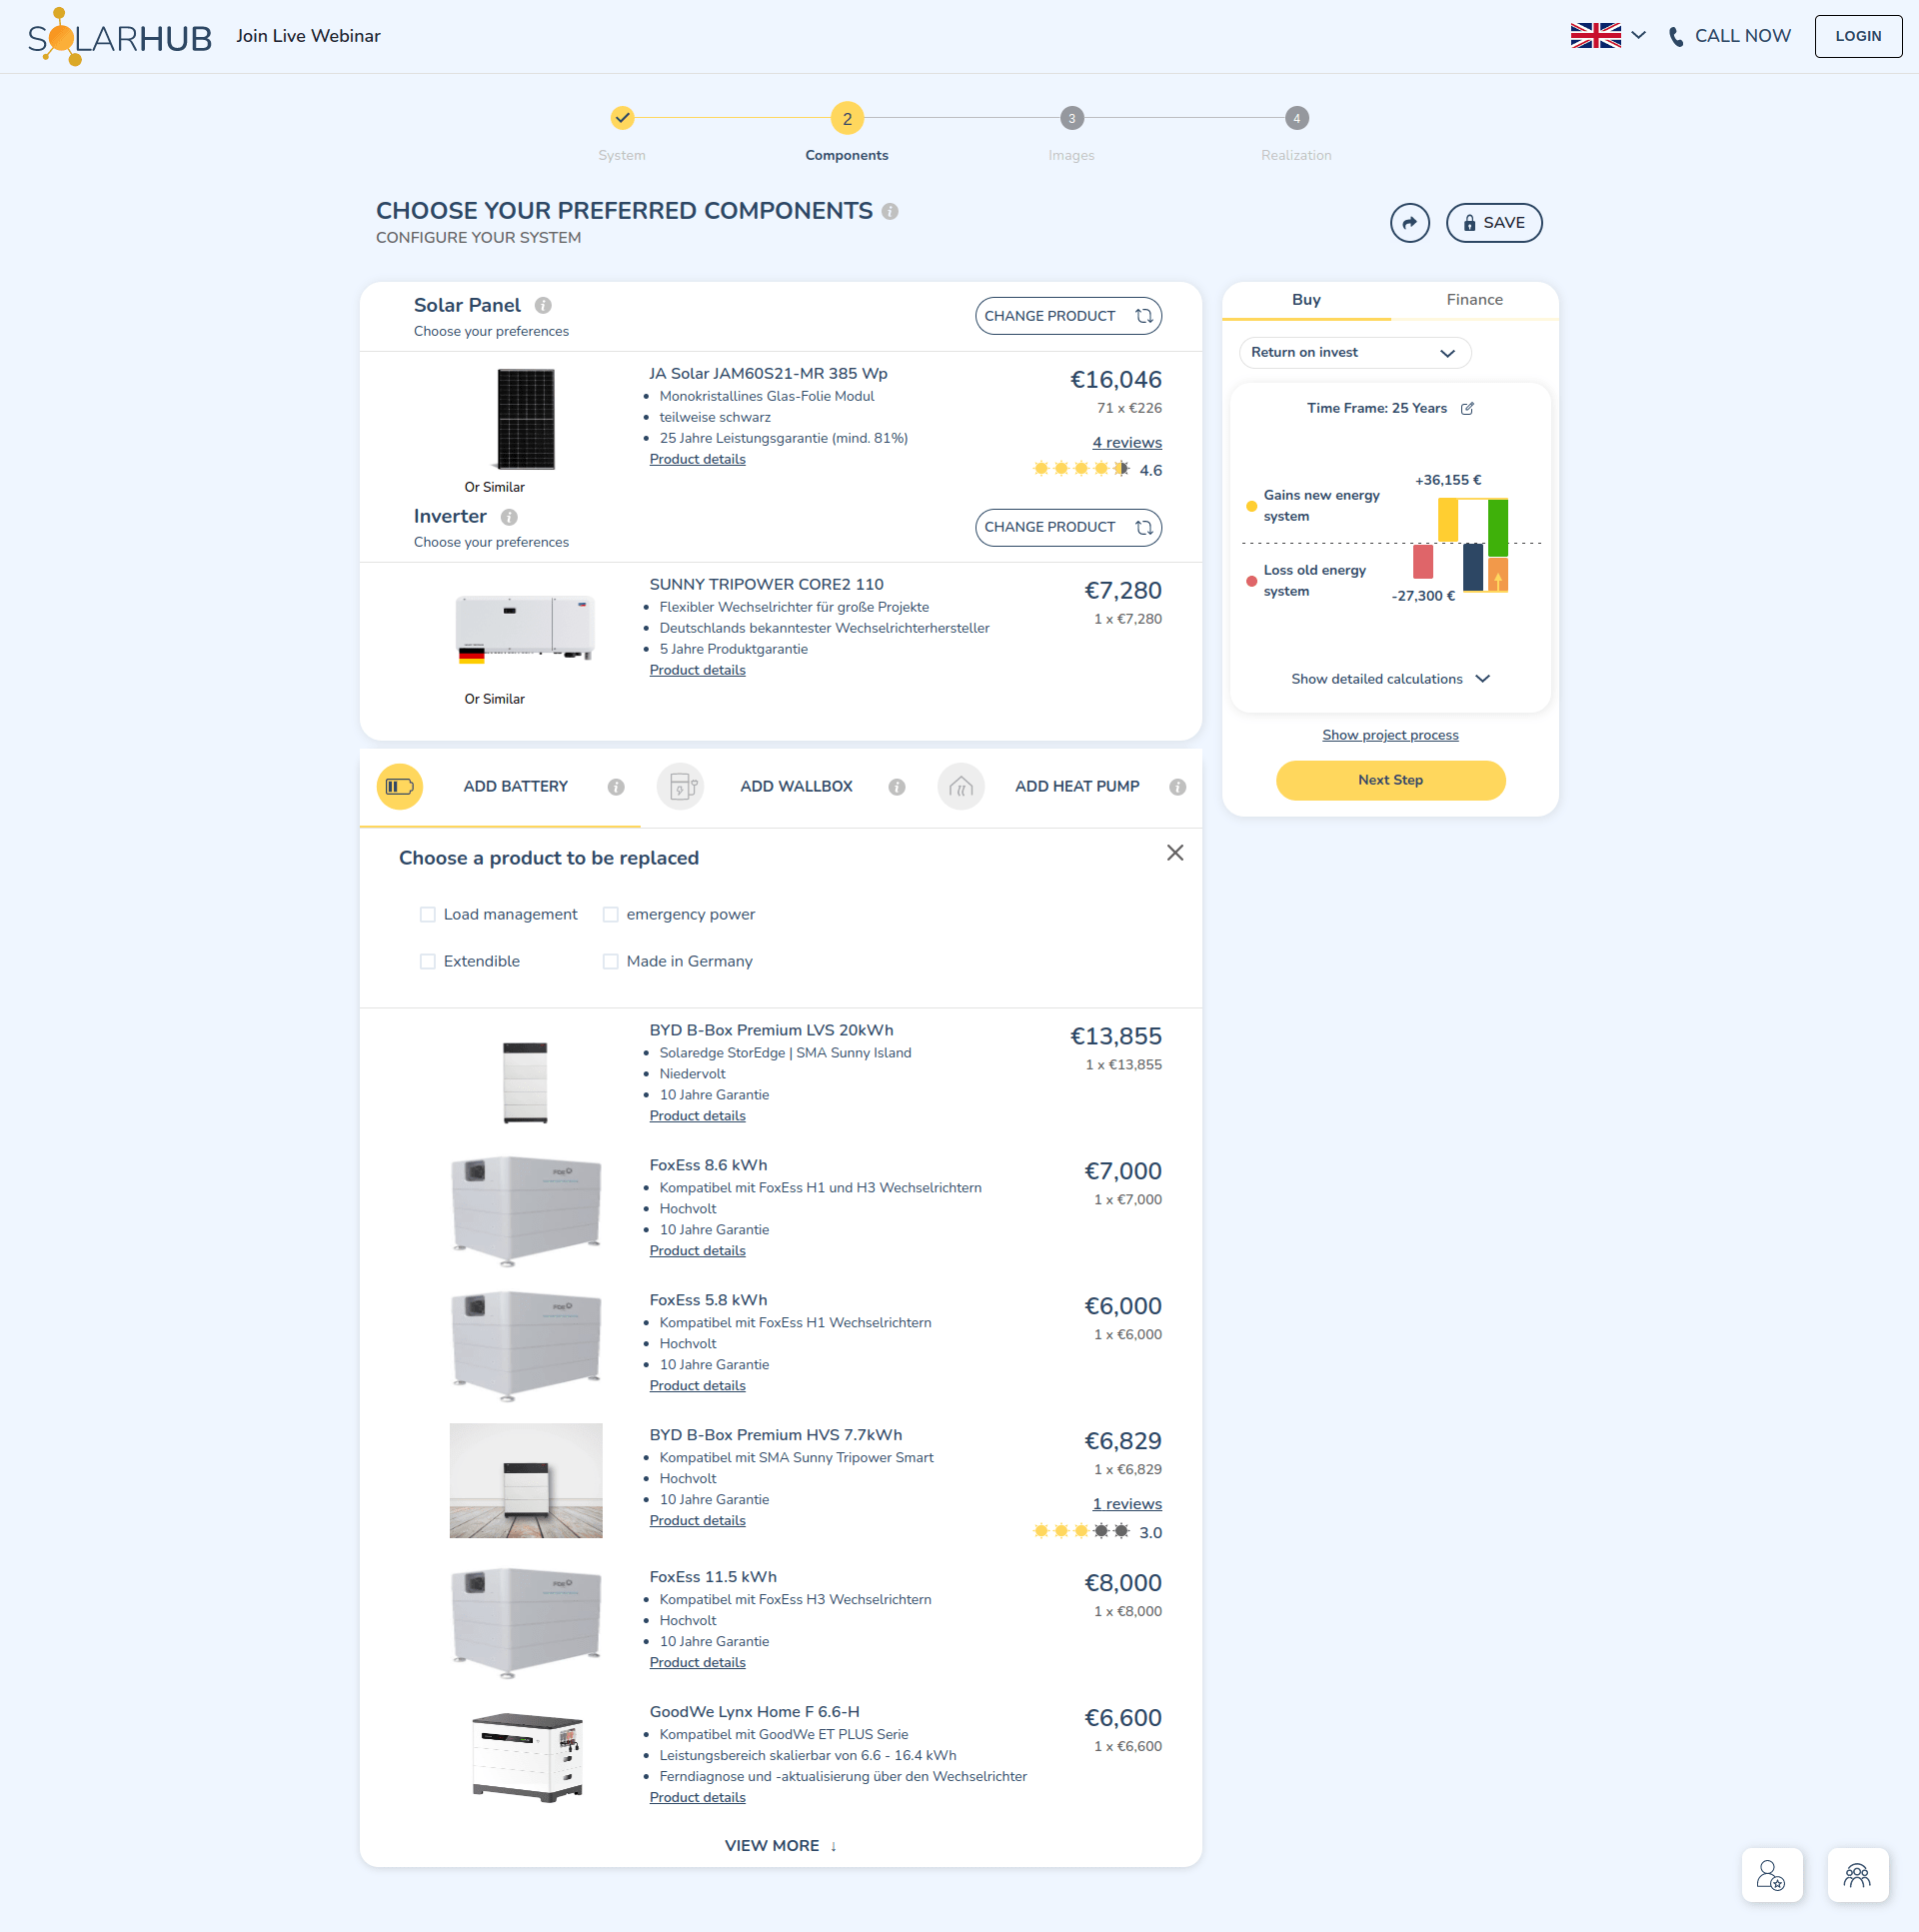 SOLARHUB
Join Live Webinar
CALL NOW
LOGIN
2
3
4
System
Components
Images
Realization
CHOOSE YOUR PREFERRED COMPONENTS
CONFIGURE YOUR SYSTEM
SAVE
Solar Panel
Choose your preferences
CHANGE PRODUCT
JA Solar JAM60S21-MR 385 Wp
Monokristallines Glas-Folie Modul
teilweise schwarz
25 Jahre Leistungsgarantie (mind. 81%)
Product details
Or Similar
€16,046
71 x €226
4 reviews
4.6
Inverter
Choose your preferences
CHANGE PRODUCT
SUNNY TRIPOWER CORE2 110
Flexibler Wechselrichter für große Projekte
Deutschlands bekanntester Wechselrichterhersteller
5 Jahre Produktgarantie
Product details
Or Similar
€7,280
1 x €7,280
Buy
Finance
Return on invest
Time Frame: 25 Years
+36,155 €
Gains new energy
system
Loss old energy
system
-27,300 €
Show detailed calculations
Show project process
Next Step
ADD BATTERY
ADD WALLBOX
ADD HEAT PUMP
Choose a product to be replaced
Load management
emergency power
Extendible
Made in Germany
BYD B-Box Premium LVS 20kWh
Solaredge StorEdge | SMA Sunny Island
Niedervolt
10 Jahre Garantie
Product details
€13,855
1 x €13,855
FoxEss 8.6 kWh
Kompatibel mit FoxEss H1 und H3 Wechselrichtern
Hochvolt
10 Jahre Garantie
Product details
€7,000
1 x €7,000
FoxEss 5.8 kWh
Kompatibel mit FoxEss H1 Wechselrichtern
Hochvolt
10 Jahre Garantie
Product details
€6,000
1 x €6,000
BYD B-Box Premium HVS 7.7kWh
Kompatibel mit SMA Sunny Tripower Smart
Hochvolt
10 Jahre Garantie
Product details
€6,829
1 x €6,829
1 reviews
3.0
FoxEss 11.5 kWh
Kompatibel mit FoxEss H3 Wechselrichtern
Hochvolt
10 Jahre Garantie
Product details
€8,000
1 x €8,000
GoodWe Lynx Home F 6.6-H
Kompatibel mit GoodWe ET PLUS Serie
Leistungsbereich skalierbar von 6.6 - 16.4 kWh
Ferndiagnose und -aktualisierung über den Wechselrichter
Product details
€6,600
1 x €6,600
VIEW MORE ↓